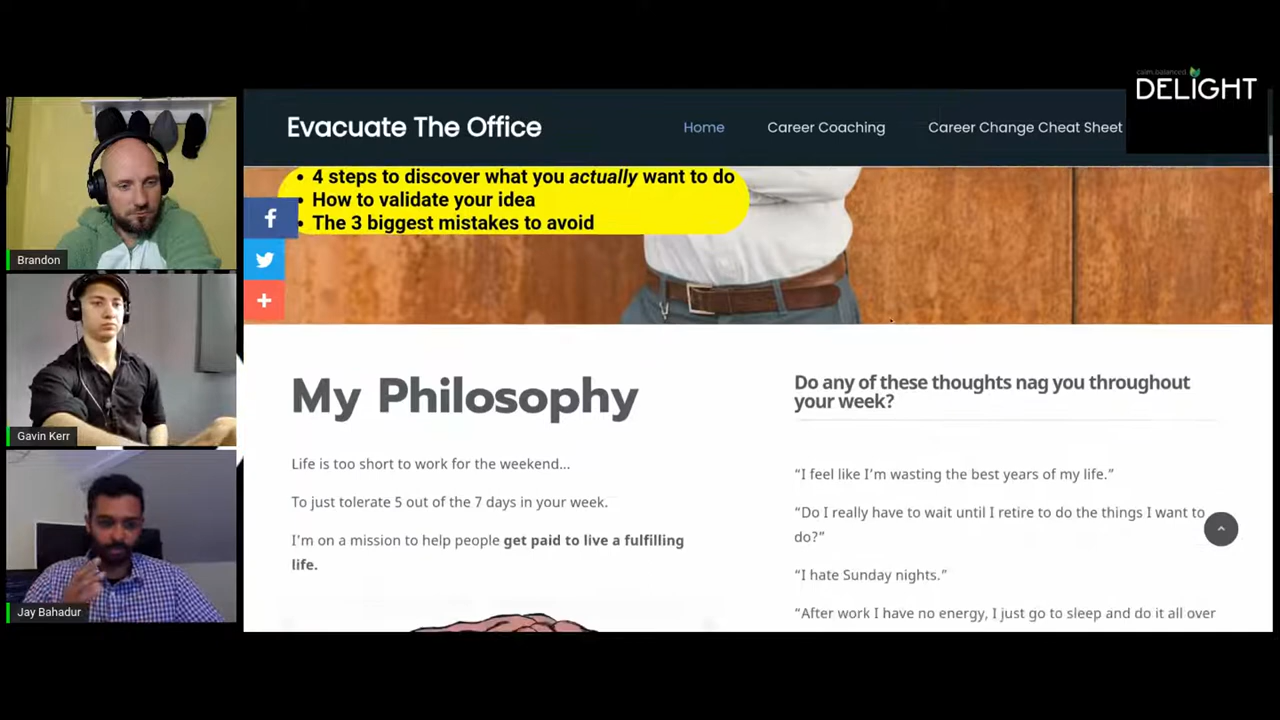 calm.balanced.
DELIGHT
Evacuate The Office
Home
Career Coaching
Career Change Cheat Sheet
• 4 steps to discover what you actually want to do
• How to validate your idea
• The 3 biggest mistakes to avoid
Brandon
Gavin Kerr
Jay Bahadur
My Philosophy
Life is too short to work for the weekend...
To just tolerate 5 out of the 7 days in your week.
I'm on a mission to help people get paid to live a fulfilling
life.
Do any of these thoughts nag you throughout
your week?
“I feel like I’m wasting the best years of my life.”
“Do I really have to wait until I retire to do the things I want to
do?”
“I hate Sunday nights.”
“After work I have no energy, I just go to sleep and do it all over